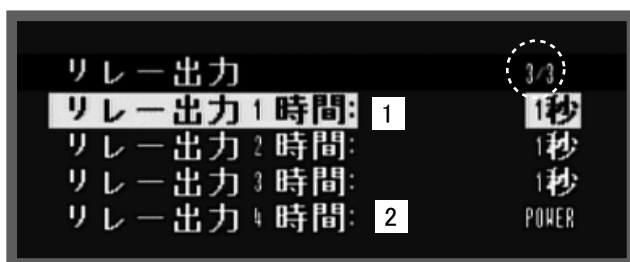 リレー出力 3/3
リレー出力 1 時間: 1 1秒
リレー出力 2 時間: 1秒
リレー出力 3 時間: 1秒
リレー出力 4 時間: 2 POWER